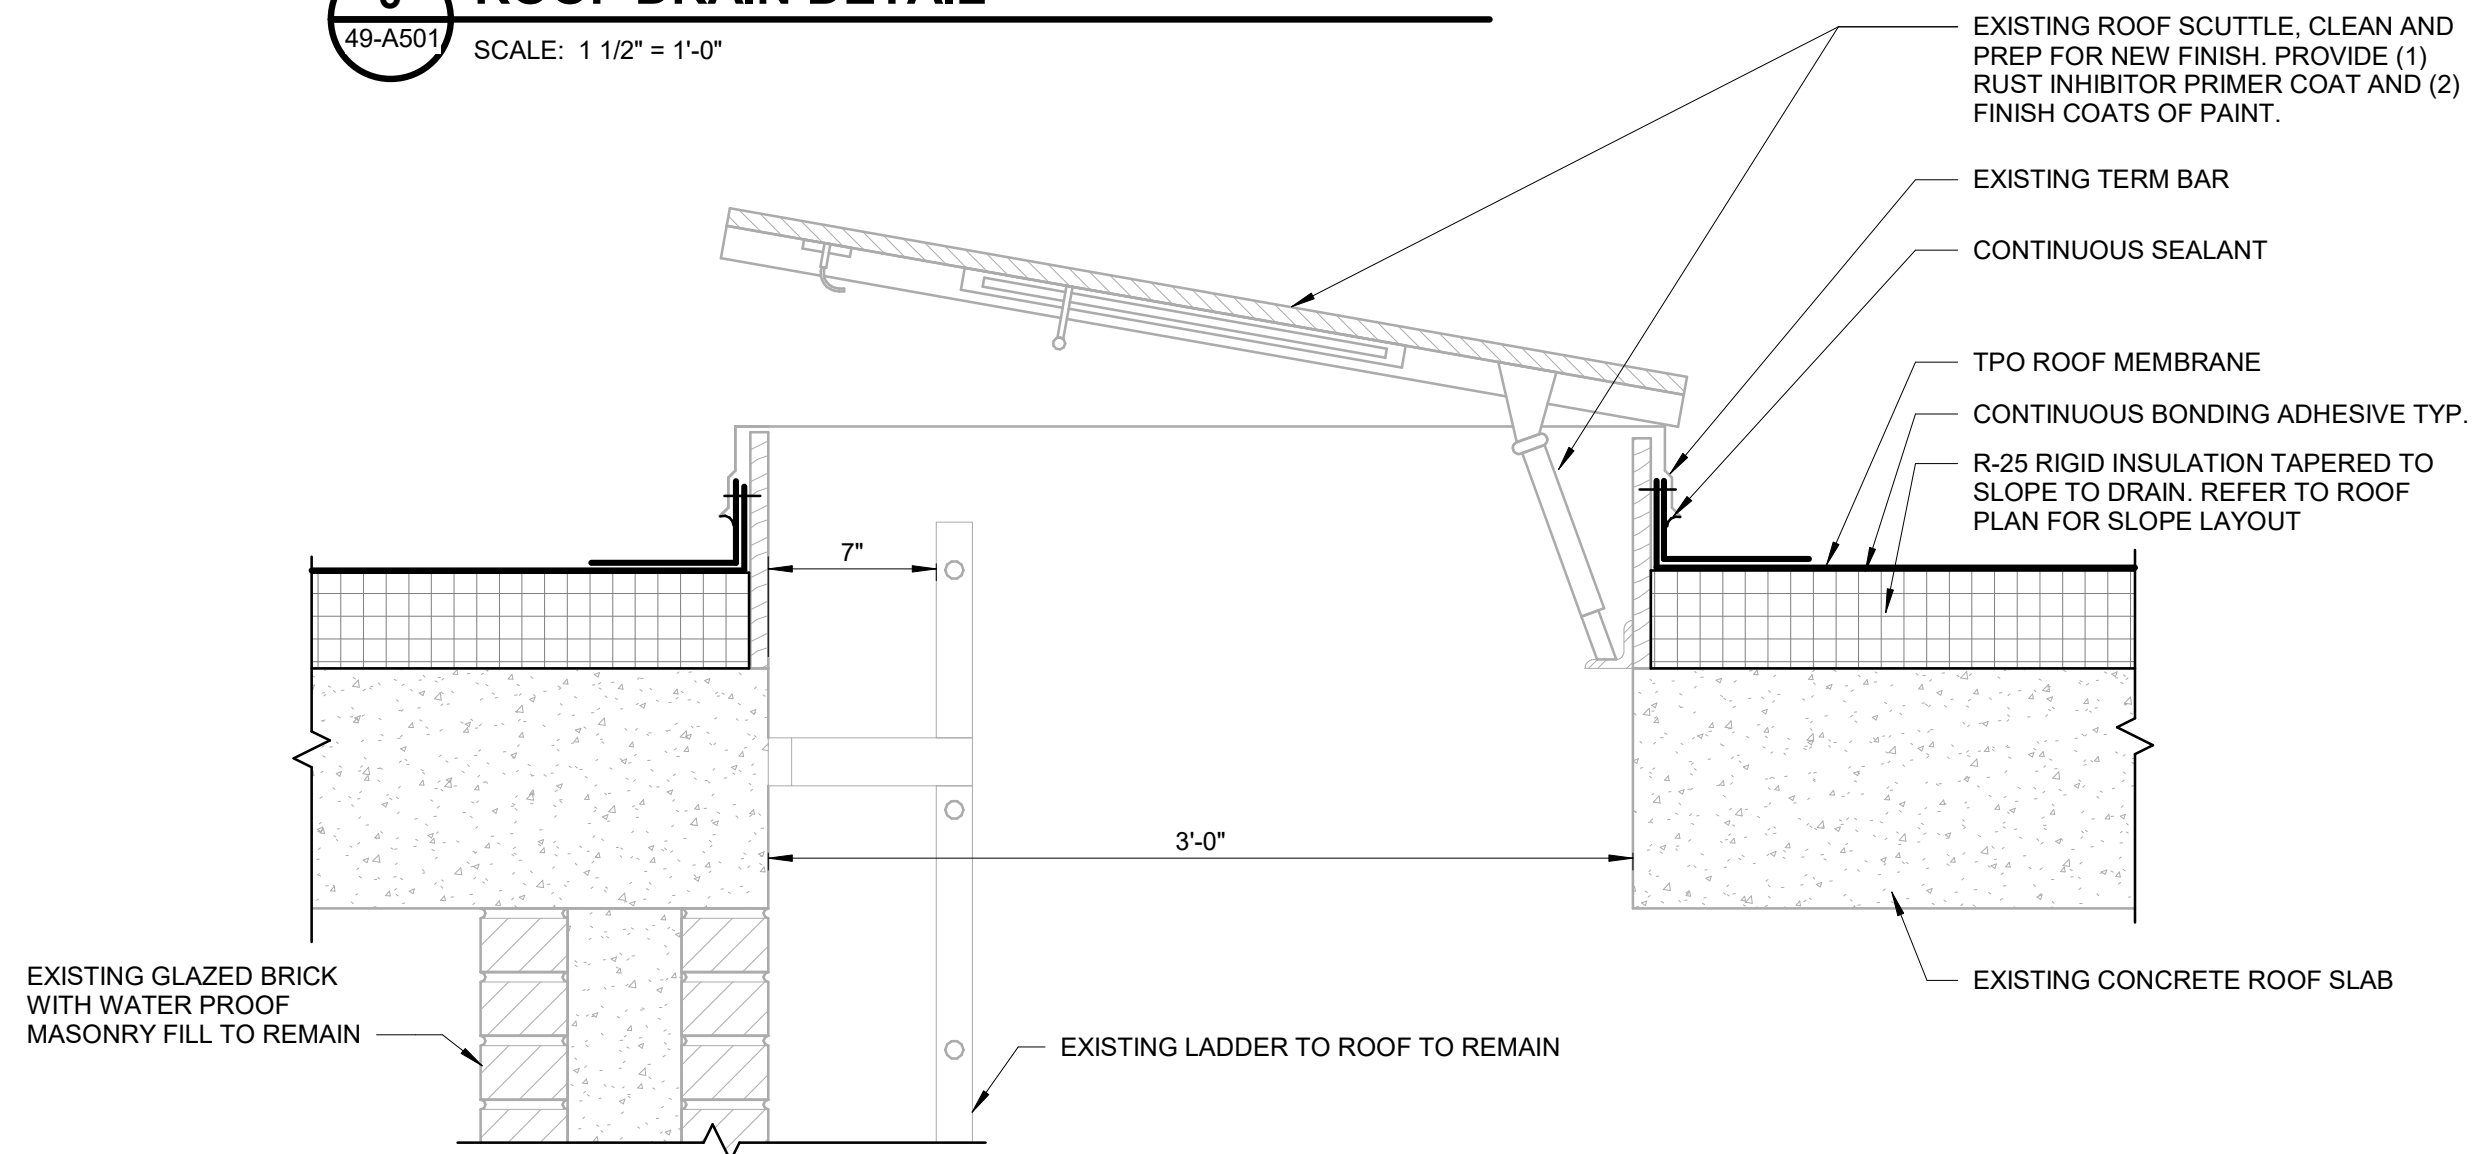 ROOF DRAIN DETAIL
49-A501
SCALE: 1 1/2" = 1'-0"
EXISTING ROOF SCUTTLE, CLEAN AND
PREP FOR NEW FINISH. PROVIDE (1)
RUST INHIBITOR PRIMER COAT AND (2)
FINISH COATS OF PAINT.
EXISTING TERM BAR
CONTINUOUS SEALANT
TPO ROOF MEMBRANE
CONTINUOUS BONDING ADHESIVE TYP.
R-25 RIGID INSULATION TAPERED TO
SLOPE TO DRAIN. REFER TO ROOF
PLAN FOR SLOPE LAYOUT
7"
3'-0"
EXISTING GLAZED BRICK
WITH WATER PROOF
MASONRY FILL TO REMAIN
EXISTING CONCRETE ROOF SLAB
EXISTING LADDER TO ROOF TO REMAIN